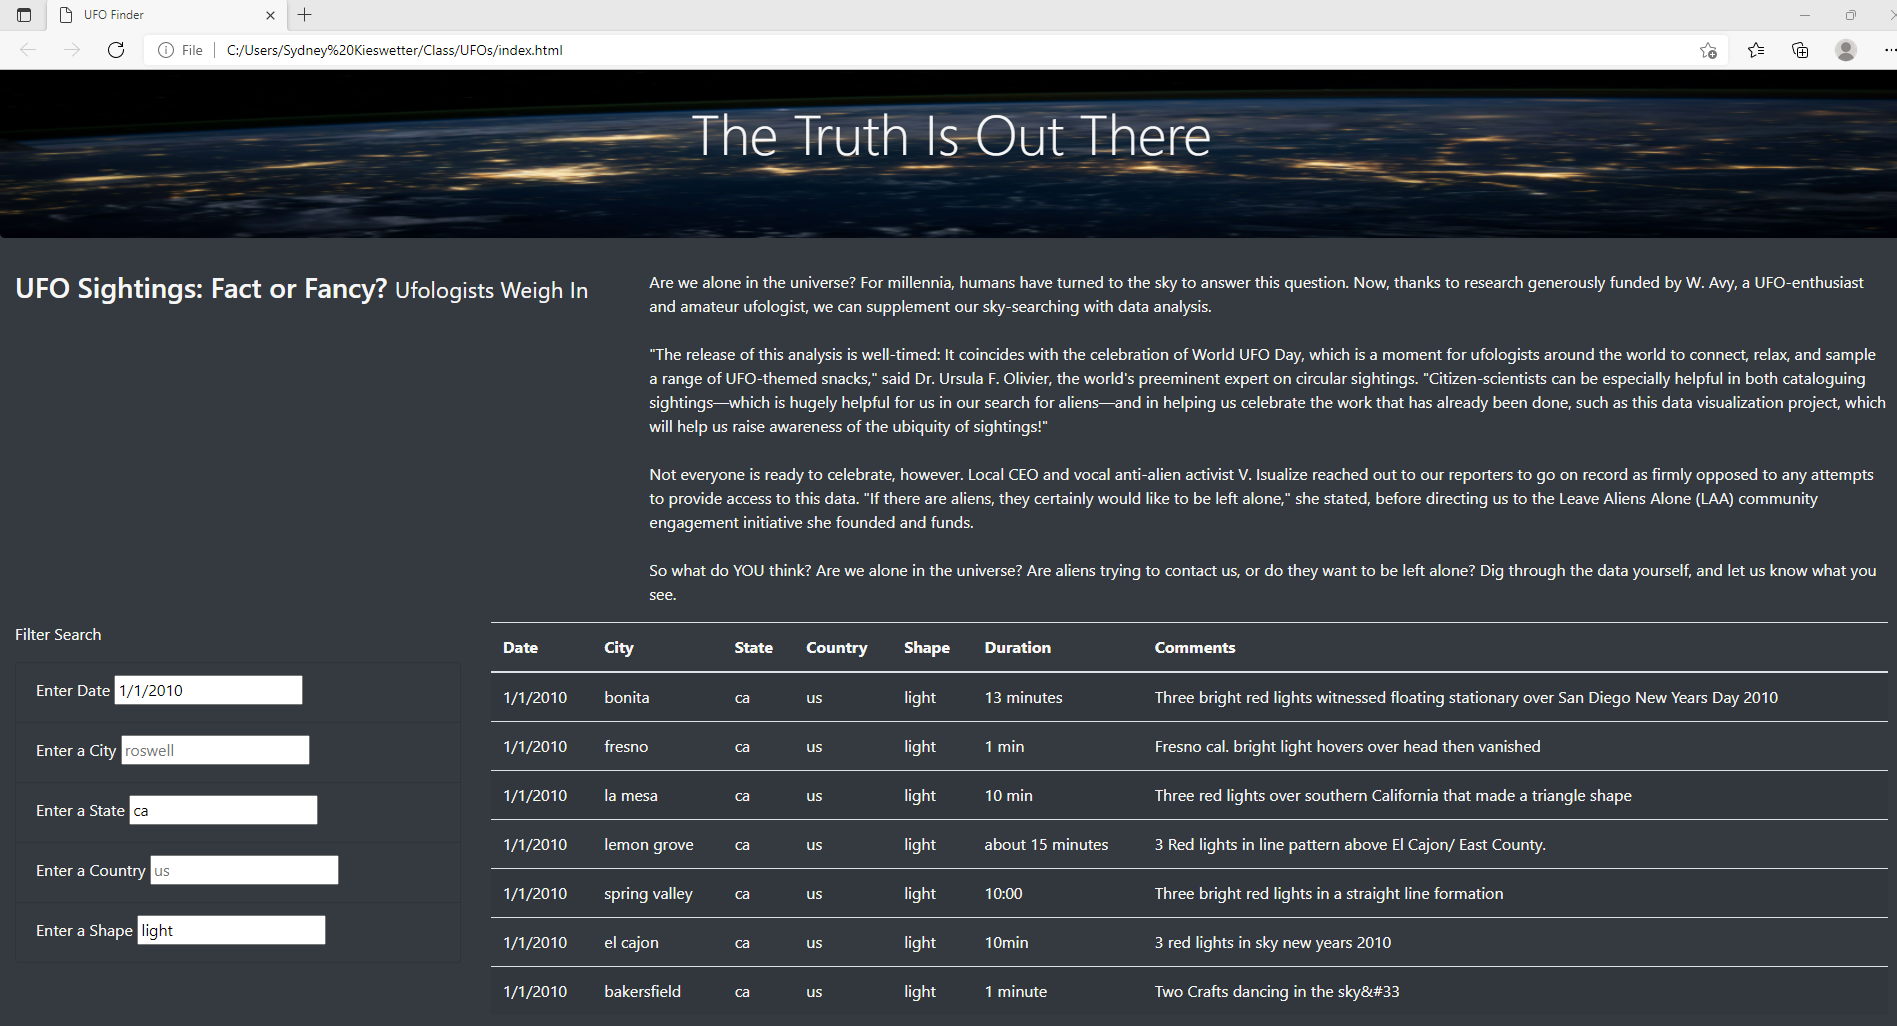 UFO Finder
File
C:/Users/Sydney%20Kieswetter/Class/UFOs/index.html
The Truth Is Out There
UFO Sightings: Fact or Fancy? Ufologists Weigh In
Are we alone in the universe? For millennia, humans have turned to the sky to answer this question. Now, thanks to research generously funded by W. Avy, a UFO-enthusiast
and amateur ufologist, we can supplement our sky-searching with data analysis.
"The release of this analysis is well-timed: It coincides with the celebration of World UFO Day, which is a moment for ufologists around the world to connect, relax, and sample
a range of UFO-themed snacks," said Dr. Ursula F. Olivier, the world's preeminent expert on circular sightings. "Citizen-scientists can be especially helpful in both cataloguing
sightings—which is hugely helpful for us in our search for aliens—and in helping us celebrate the work that has already been done, such as this data visualization project, which
will help us raise awareness of the ubiquity of sightings!"
Not everyone is ready to celebrate, however. Local CEO and vocal anti-alien activist V. Isualize reached out to our reporters to go on record as firmly opposed to any attempts
to provide access to this data. "If there are aliens, they certainly would like to be left alone," she stated, before directing us to the Leave Aliens Alone (LAA) community
engagement initiative she founded and funds.
So what do YOU think? Are we alone in the universe? Are aliens trying to contact us, or do they want to be left alone? Dig through the data yourself, and let us know what you
see.
Filter Search
Enter Date 1/1/2010
Enter a City roswell
Enter a State ca
Enter a Country us
Enter a Shape light
Date City State Country Shape Duration Comments
1/1/2010 bonita ca us light 13 minutes Three bright red lights witnessed floating stationary over San Diego New Years Day 2010
1/1/2010 fresno ca us light 1 min Fresno cal. bright light hovers over head then vanished
1/1/2010 la mesa ca us light 10 min Three red lights over southern California that made a triangle shape
1/1/2010 lemon grove ca us light about 15 minutes 3 Red lights in line pattern above El Cajon/ East County.
1/1/2010 spring valley ca us light 10:00 Three bright red lights in a straight line formation
1/1/2010 el cajon ca us light 10min 3 red lights in sky new years 2010
1/1/2010 bakersfield ca us light 1 minute Two Crafts dancing in the sky&#33